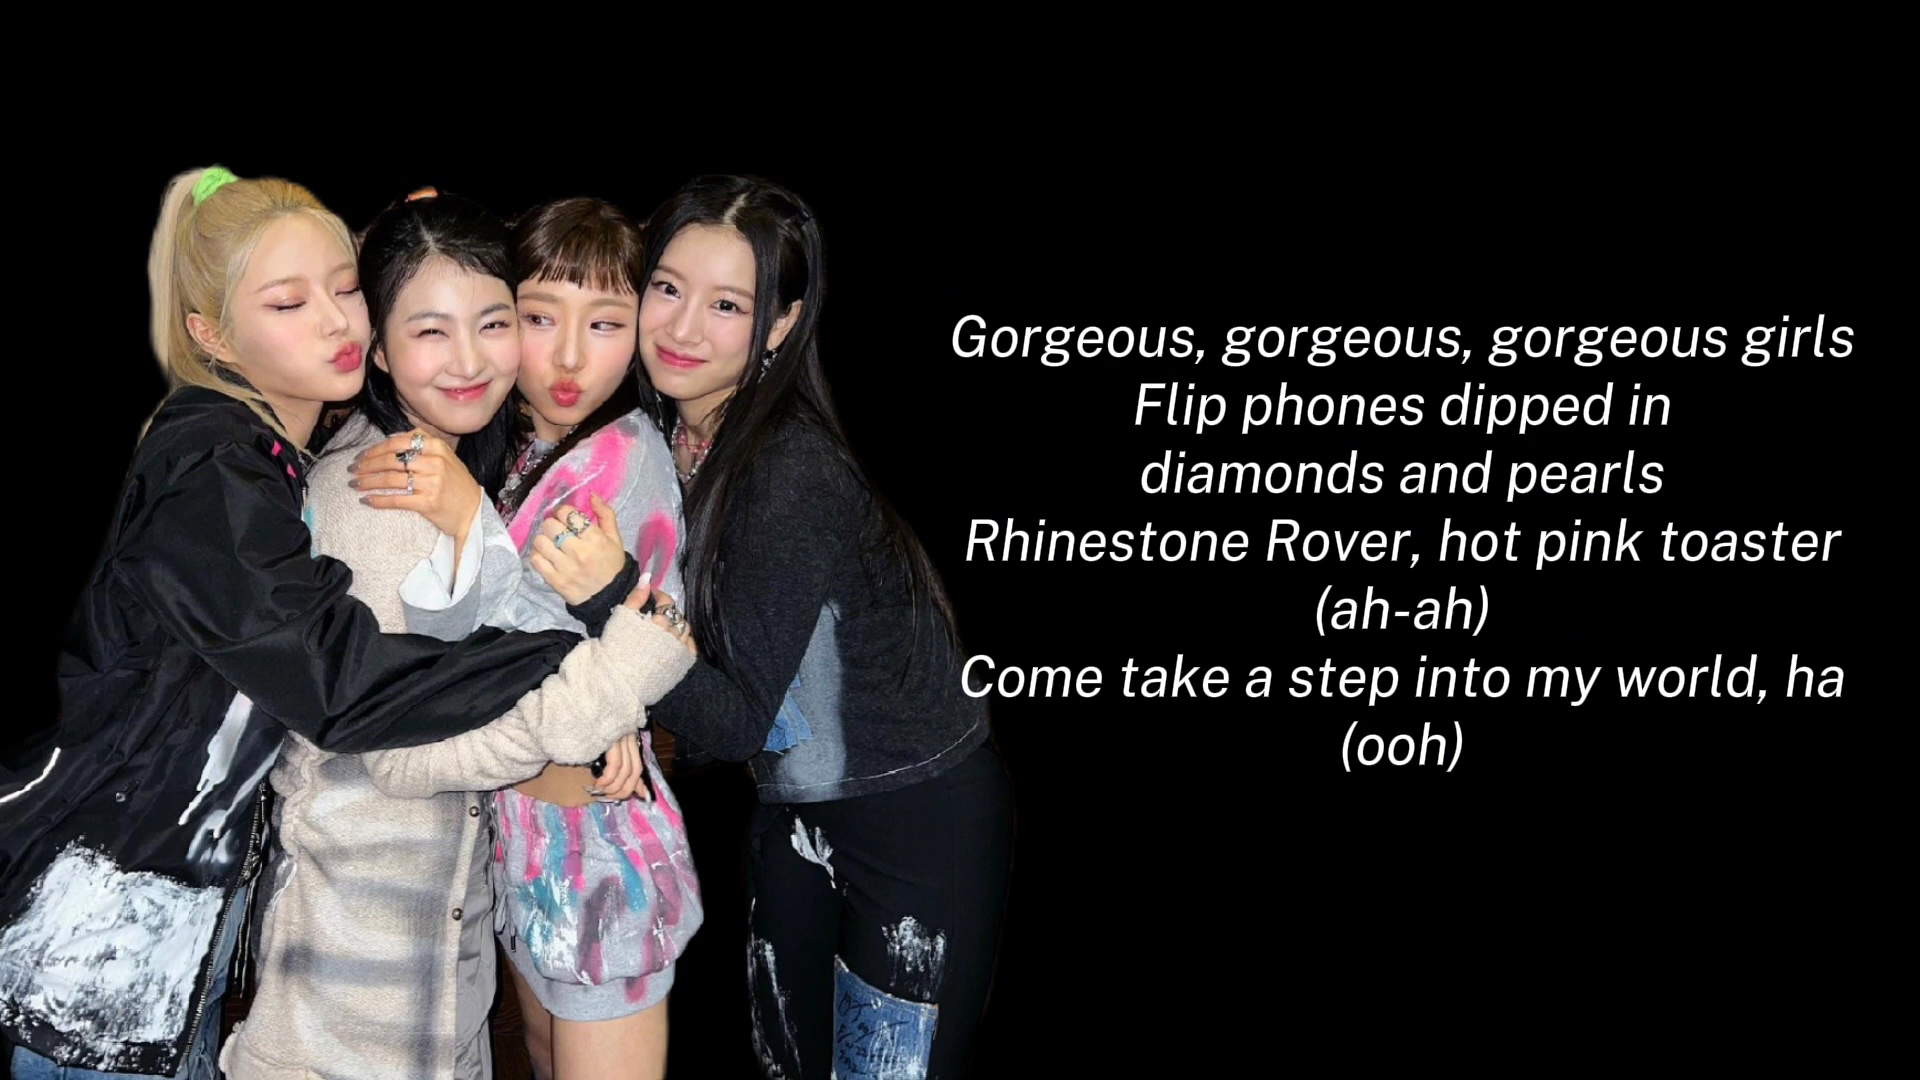 Gorgeous, gorgeous, gorgeous girls
Flip phones dipped in
diamonds and pearls
Rhinestone Rover, hot pink toaster
(ah-ah)
Come take a step into my world, ha
(ooh)